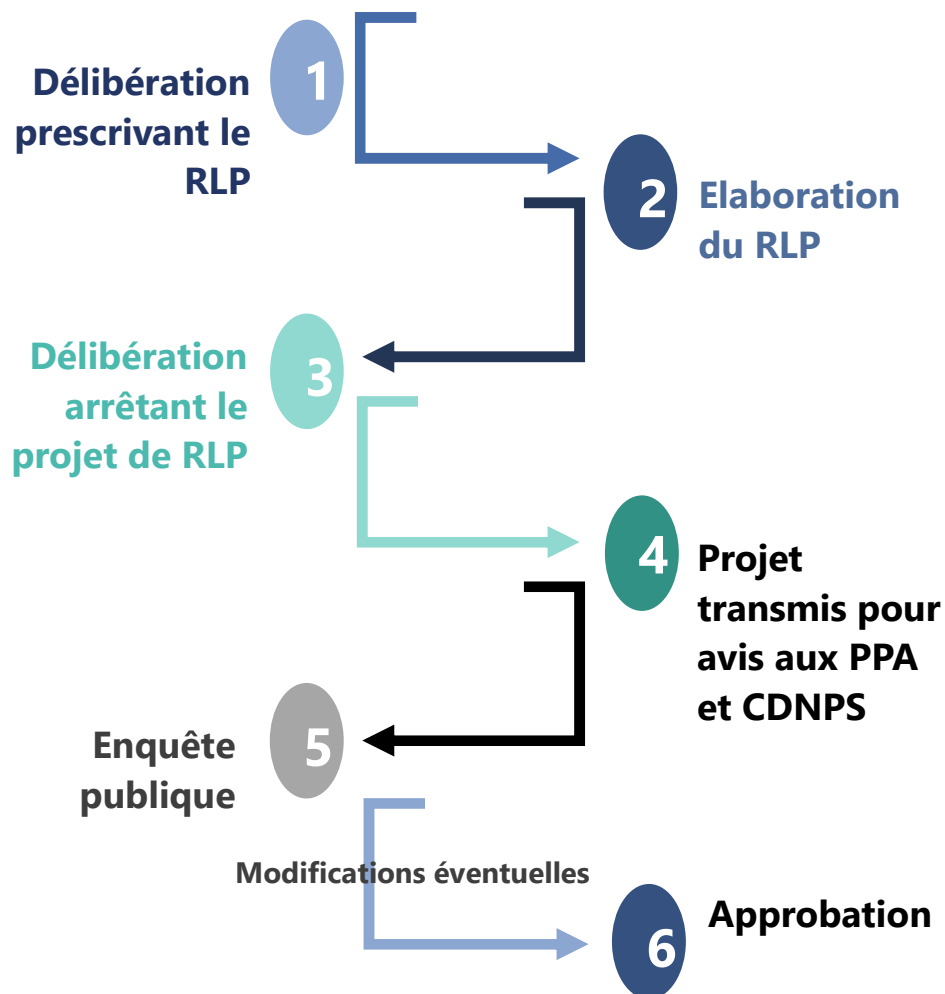 1
Délibération
prescrivant le
RLP
2
Elaboration
du RLP
3
Délibération
arrêtant le
projet de RLP
4
Projet
transmis pour
avis aux PPA
et CDNPS
5
Enquête
publique
Modifications éventuelles
6
Approbation